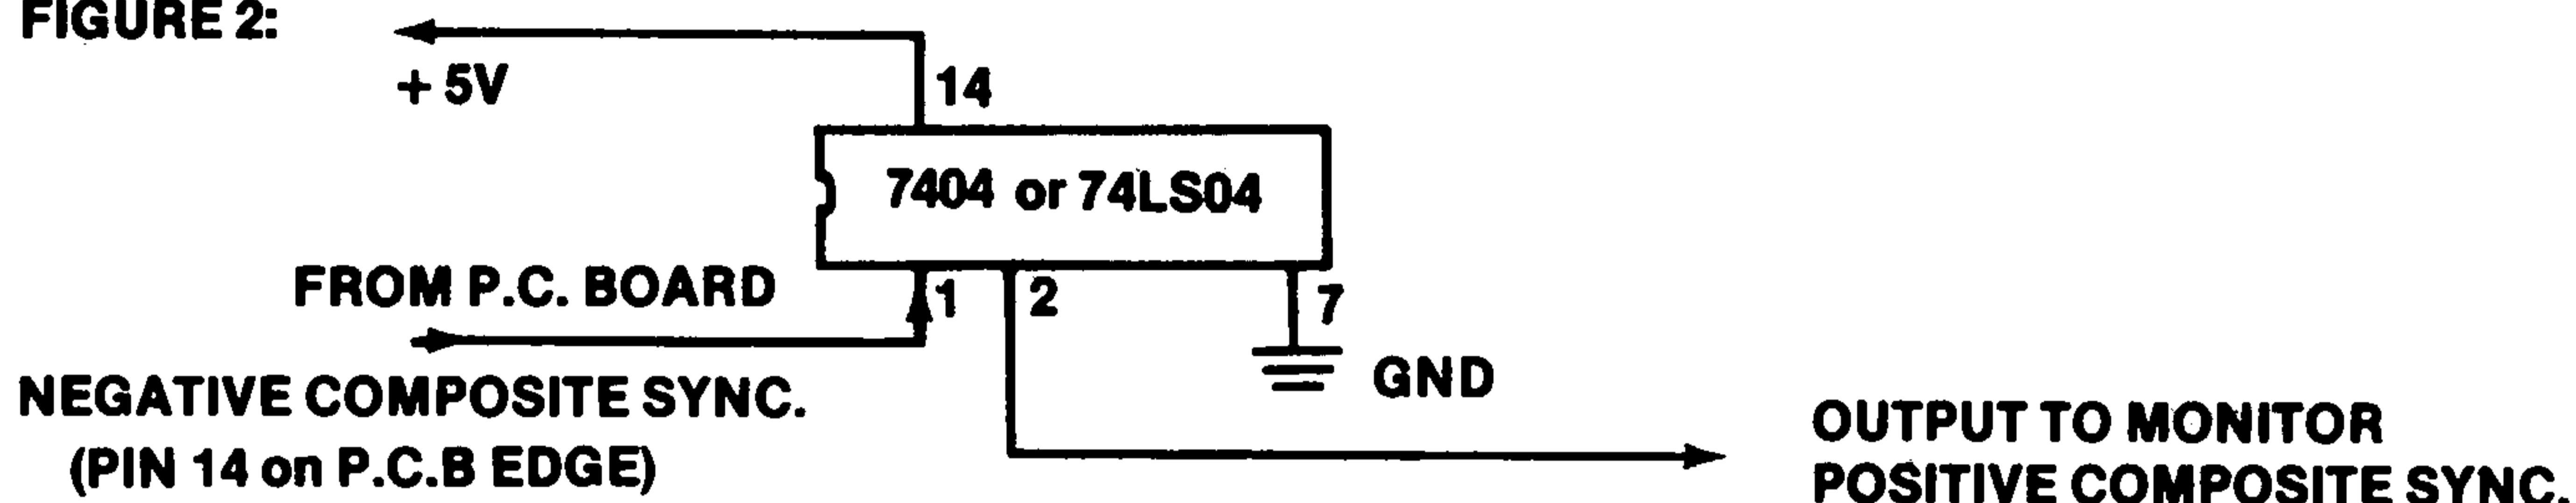 FIGURE 2:
+ 5V
14
7404 or 74LS04
FROM P.C. BOARD
1
2
7
NEGATIVE COMPOSITE SYNC.
(PIN 14 on P.C.B EDGE)
GND
OUTPUT TO MONITOR
POSITIVE COMPOSITE SYNC.